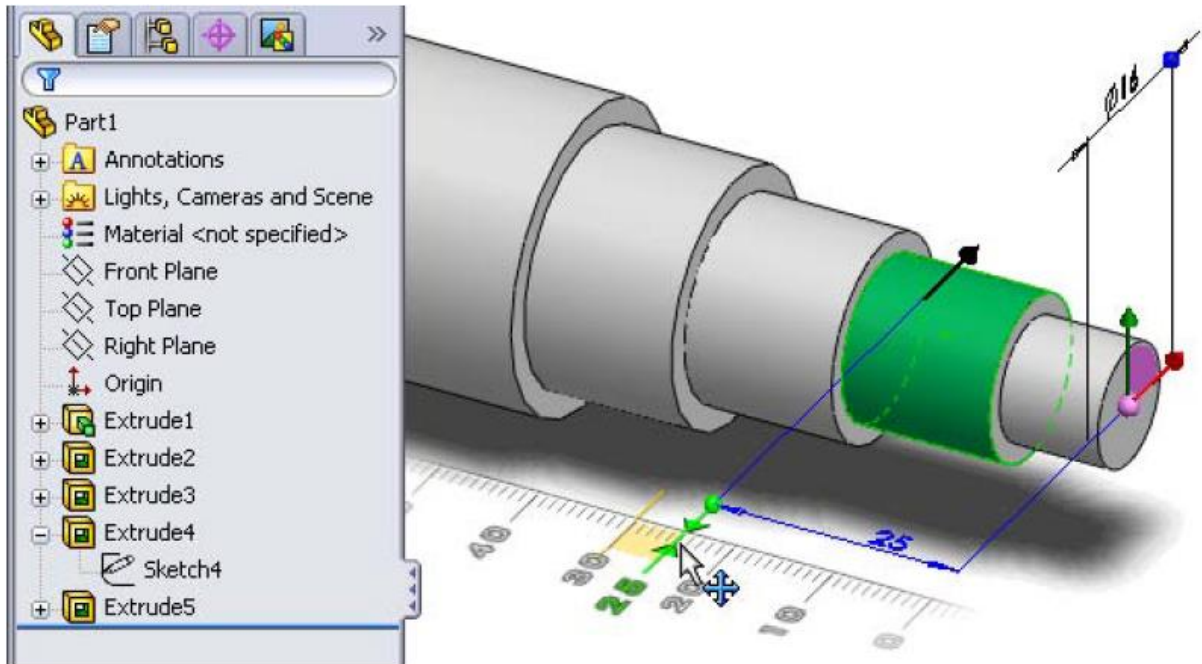 »
Part1
A Annotations
Lights, Cameras and Scene
Material <not specified>
Front Plane
Top Plane
Right Plane
Origin
Extrude1
Extrude2
Extrude3
Extrude4
Sketch4
Extrude5
Ø16
25
40
30
25
20
10
0